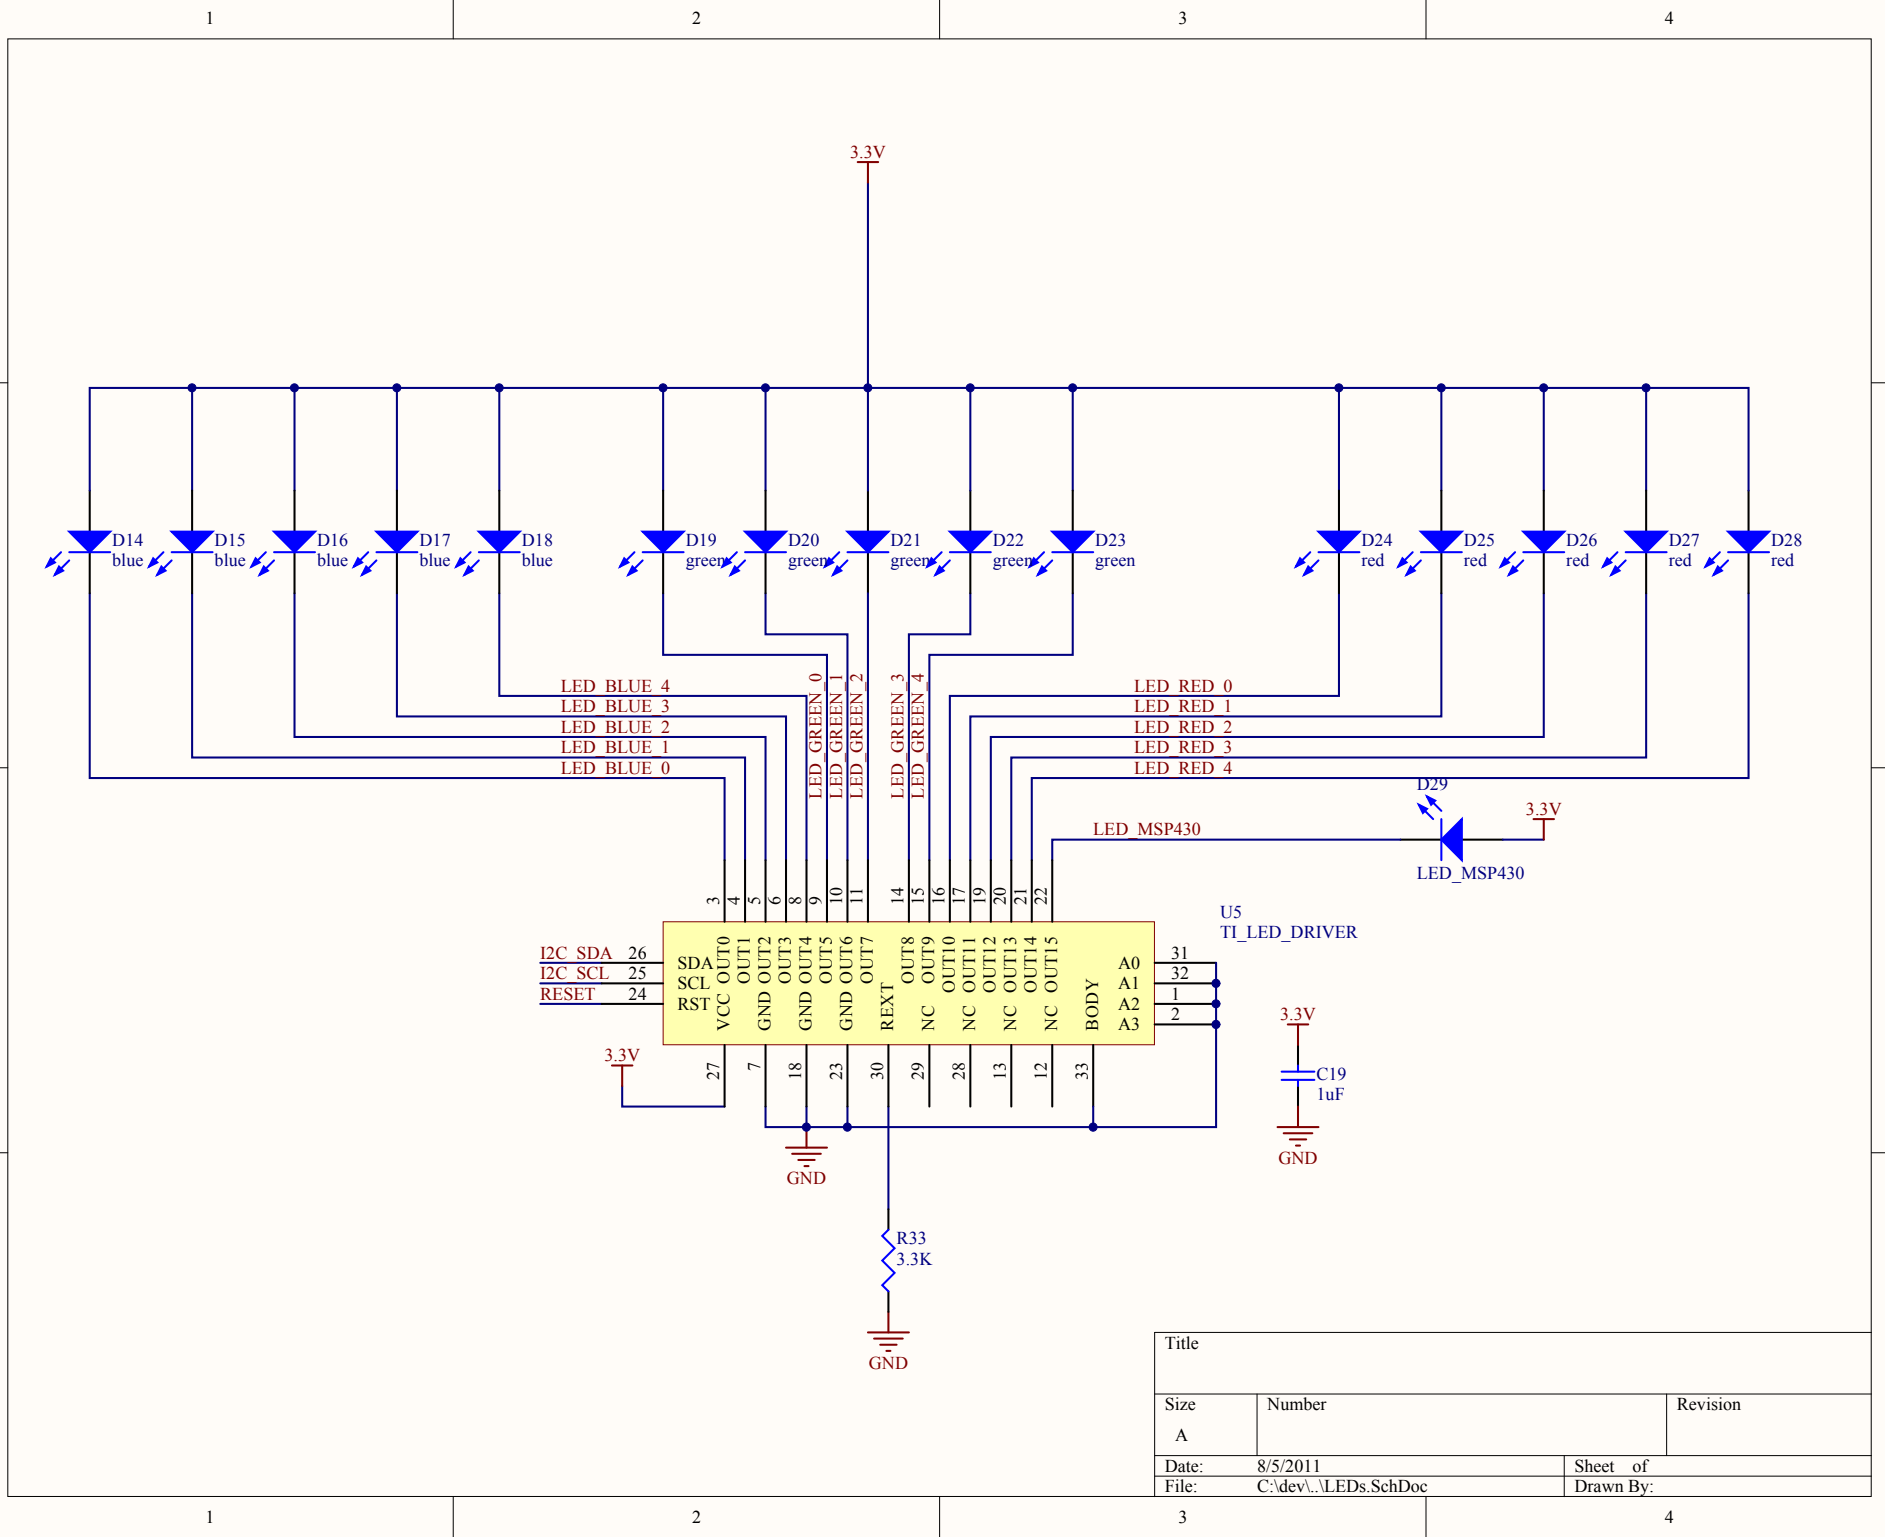 1 2 3 4
3.3V
D14 D15 D16 D17 D18 D19 D20 D21 D22 D23 D24 D25 D26 D27 D28
blue blue blue blue blue green green green green green red red red red red
LED_BLUE_4
LED_BLUE_3
LED_BLUE_2
LED_BLUE_1
LED_BLUE_0
LED_GREEN_0
LED_GREEN_1
LED_GREEN_2
LED_GREEN_3
LED_GREEN_4
LED_RED_0
LED_RED_1
LED_RED_2
LED_RED_3
LED_RED_4
D29
3.3V
LED_MSP430
LED_MSP430
3 4 5 6 8 9 10 11 14 15 16 17 19 20 21 22
U5
TI_LED_DRIVER
OUT0 OUT1 OUT2 OUT3 OUT4 OUT5 OUT6 OUT7 OUT8 OUT9 OUT10 OUT11 OUT12 OUT13 OUT14 OUT15
I2C_SDA 26 SDA
I2C_SCL 25 SCL
RESET 24 RST
A0 31
A1 32
A2 1
A3 2
VCC GND GND GND REXT NC NC NC NC BODY
27 7 18 23 30 29 28 13 12 33
3.3V
GND
3.3V
C19
1uF
GND
R33
3.3K
GND
Title
Size Number Revision
A
Date: 8/5/2011 Sheet of
File: C:\dev\..\LEDs.SchDoc Drawn By:
1 2 3 4